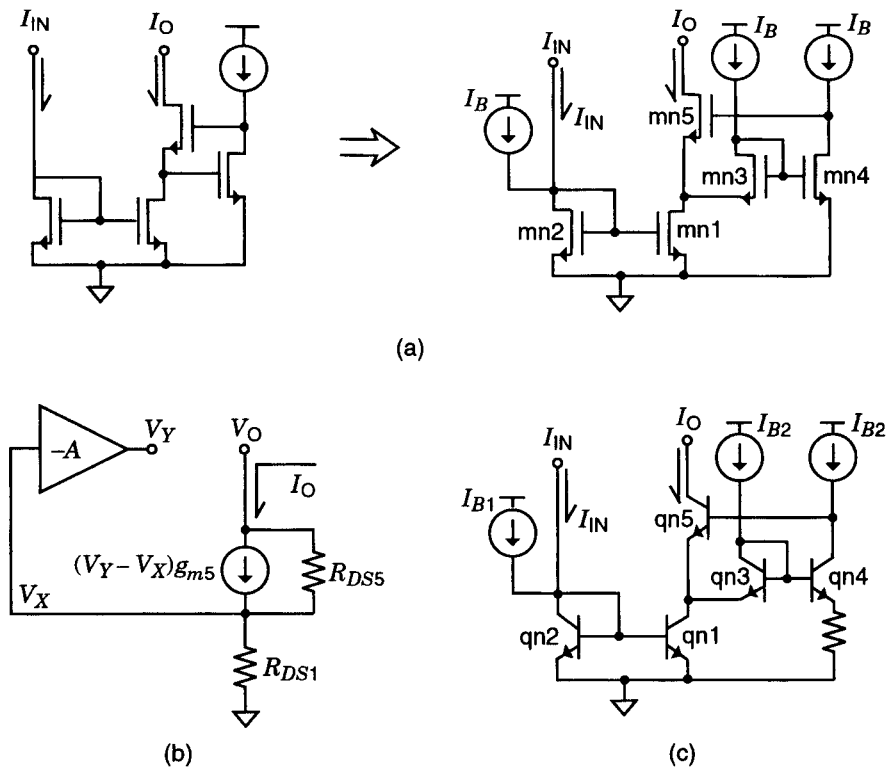 I_IN
I_O
I_IN
I_O
I_B
I_B
I_B
I_IN
mn5
mn3
mn4
mn2
mn1
(a)
–A
V_Y
V_O
I_O
(V_Y – V_X)g_m5
R_DS5
V_X
R_DS1
(b)
I_IN
I_O
I_B2
I_B2
I_B1
I_IN
qn5
qn3
qn4
qn2
qn1
(c)